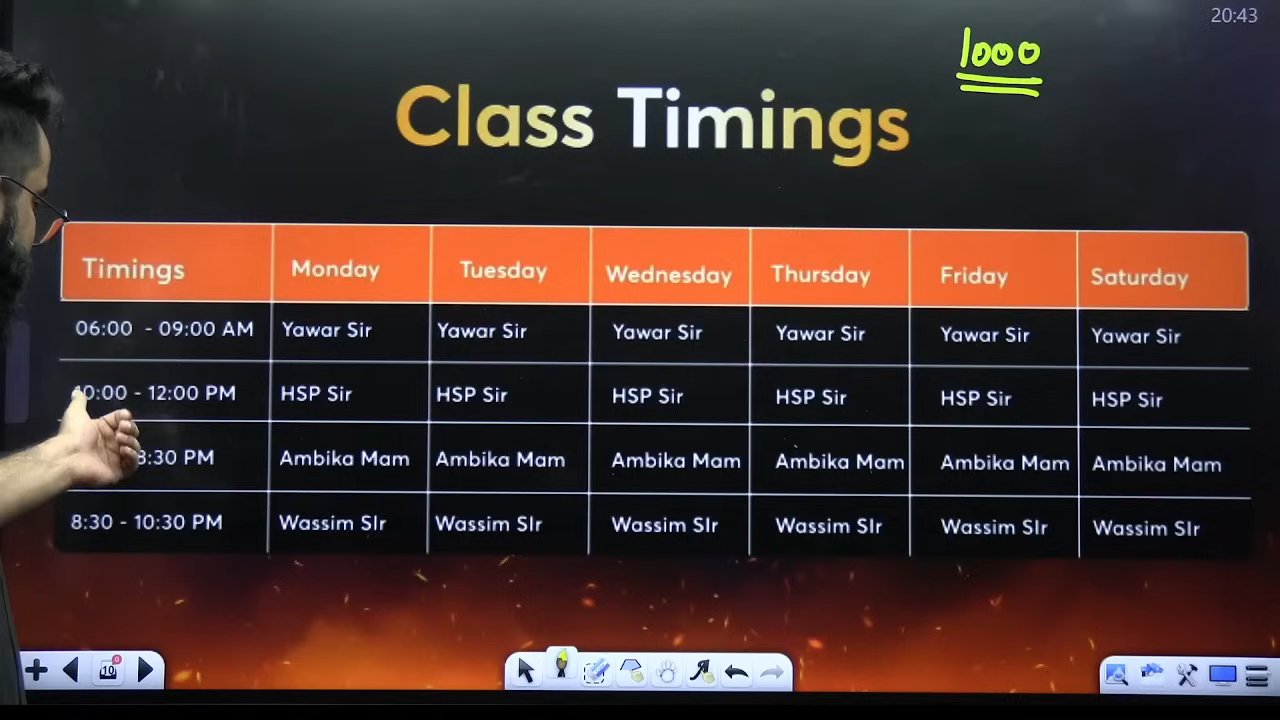 20:43
1000
Class Timings
Timings Monday Tuesday Wednesday Thursday Friday Saturday
06:00 - 09:00 AM Yawar Sir Yawar Sir Yawar Sir Yawar Sir Yawar Sir Yawar Sir
10:00 - 12:00 PM HSP Sir HSP Sir HSP Sir HSP Sir HSP Sir HSP Sir
:30 PM Ambika Mam Ambika Mam Ambika Mam Ambika Mam Ambika Mam Ambika Mam
8:30 - 10:30 PM Wassim SIr Wassim SIr Wassim SIr Wassim SIr Wassim SIr Wassim SIr
10 0